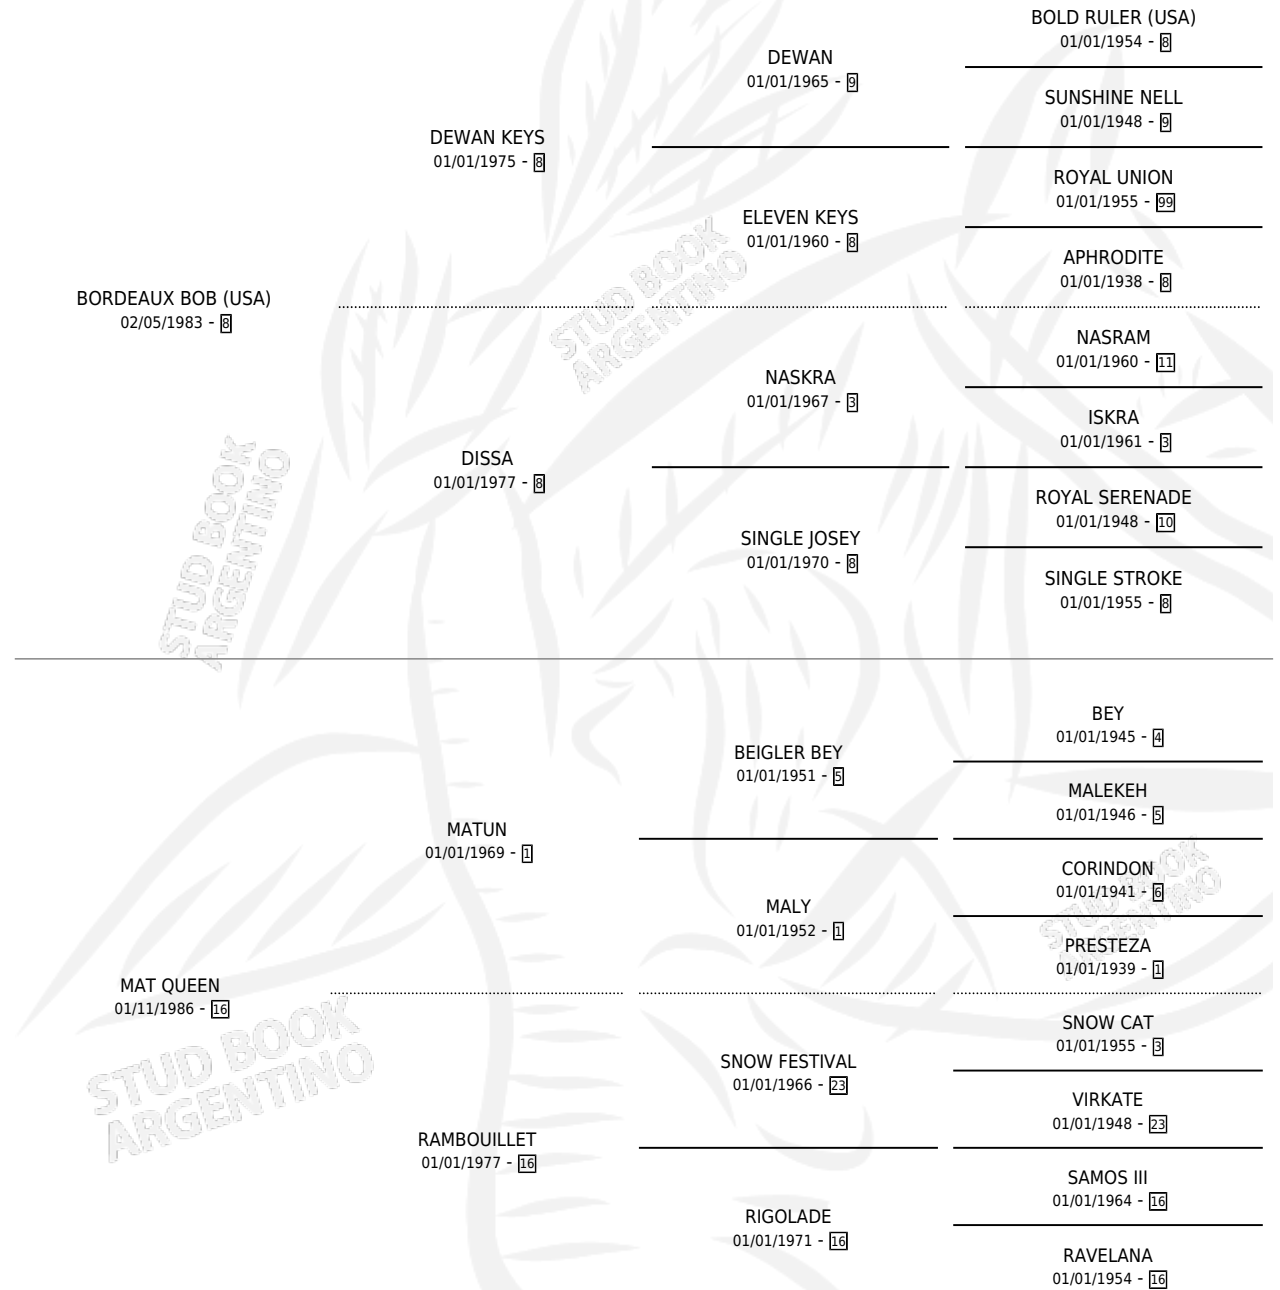 BOLD RULER (USA)
01/01/1954 - 8
DEWAN
01/01/1965 - 9
SUNSHINE NELL
01/01/1948 - 9
DEWAN KEYS
01/01/1975 - 8
ROYAL UNION
01/01/1955 - 99
ELEVEN KEYS
01/01/1960 - 8
APHRODITE
01/01/1938 - 8
BORDEAUX BOB (USA)
02/05/1983 - 8
NASRAM
01/01/1960 - 11
NASKRA
01/01/1967 - 3
ISKRA
01/01/1961 - 3
DISSA
01/01/1977 - 8
ROYAL SERENADE
01/01/1948 - 10
SINGLE JOSEY
01/01/1970 - 8
SINGLE STROKE
01/01/1955 - 8
STUD BOOK
ARGENTINO
STUD BOOK
ARGENTINO
BEY
01/01/1945 - 4
BEIGLER BEY
01/01/1951 - 5
MALEKEH
01/01/1946 - 5
MATUN
01/01/1969 - 1
CORINDON
01/01/1941 - 6
MALY
01/01/1952 - 1
PRESTEZA
01/01/1939 - 1
MAT QUEEN
01/11/1986 - 16
SNOW CAT
01/01/1955 - 3
SNOW FESTIVAL
01/01/1966 - 23
VIRKATE
01/01/1948 - 23
RAMBOUILLET
01/01/1977 - 16
SAMOS III
01/01/1964 - 16
RIGOLADE
01/01/1971 - 16
RAVELANA
01/01/1954 - 16
STUD BOOK
ARGENTINO
STUD BOOK
ARGENTINO